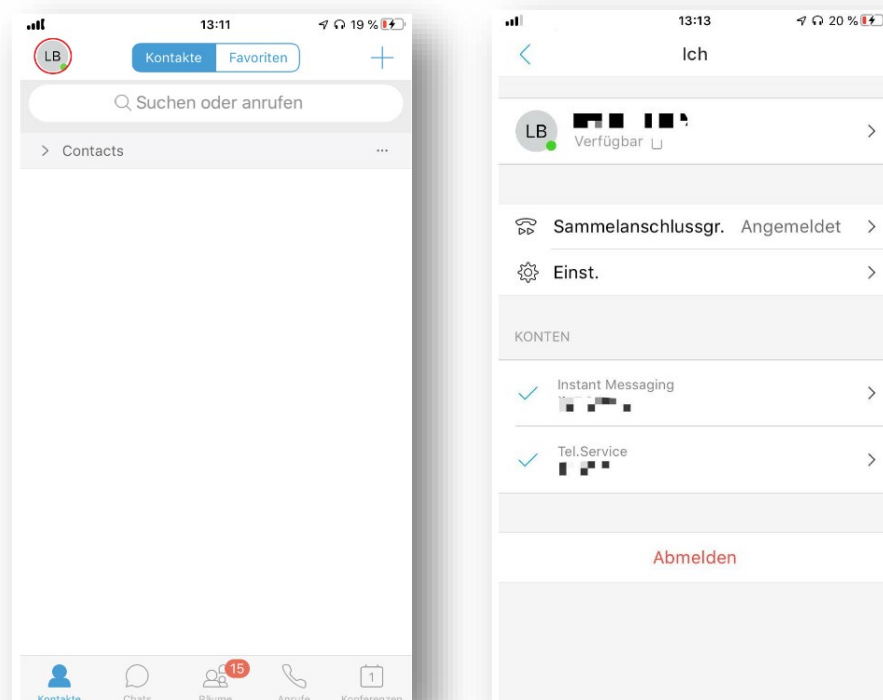 13:11
19 %
LB
Kontakte
Favoriten
Suchen oder anrufen
Contacts
...
15
1
Kontakte
Chats
Räume
Anrufe
Konferenzen
13:13
20 %
Ich
LB
Verfügbar
Sammelanschlussgr. Angemeldet
Einst.
KONTEN
Instant Messaging
Tel.Service
Abmelden